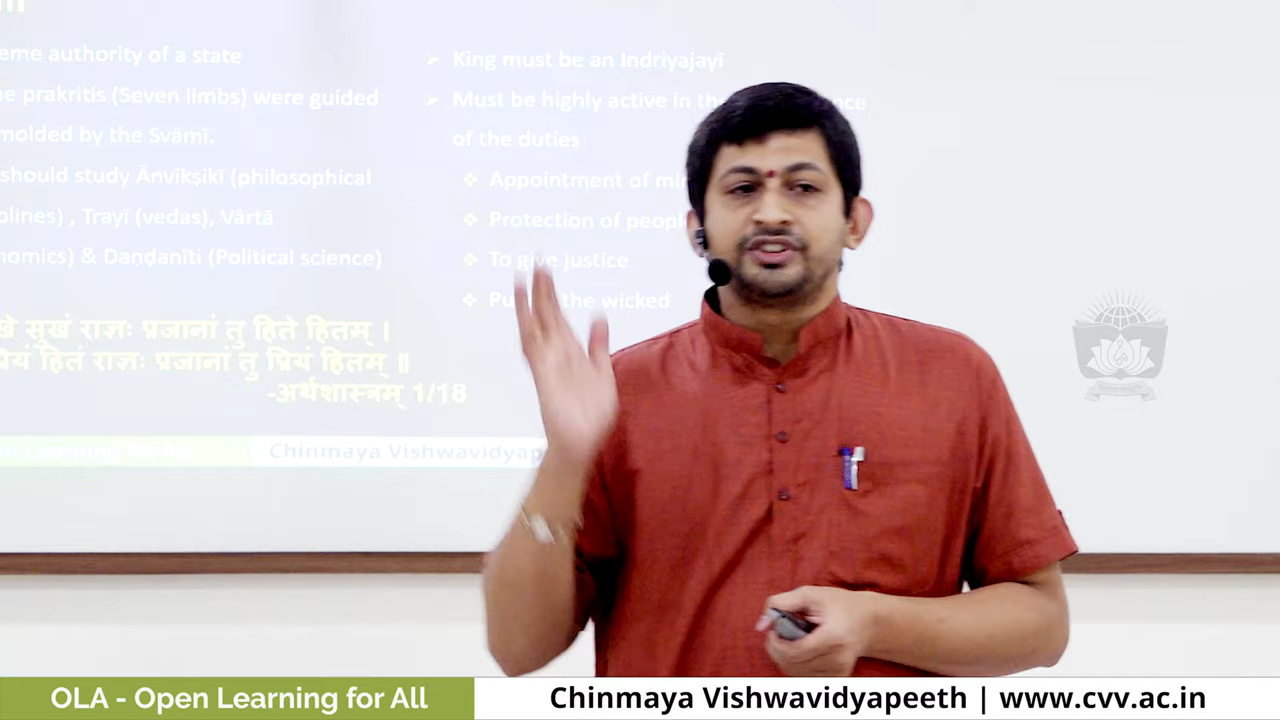 eme authority of a state
e prakritis (Seven limbs) were guided
molded by the Svāmī.
should study Ānvīkṣikī (philosophical
plines) , Trayī (vedas), Vārtā
nomics) & Daṇḍanīti (Political science)
खे सुखं राज्ञः प्रजानां तु हिते हितम् ।
प्रियं हितं राज्ञः प्रजानां तु प्रियं हितम् ॥
-अर्थशास्त्रम् 1/18
King must be an Indriyajayī
Must be highly active in the
of the duties
Appointment of
Protection of people
To give justice
the wicked
Chinmaya Vishwavidyap
OLA - Open Learning for All
Chinmaya Vishwavidyapeeth | www.cvv.ac.in